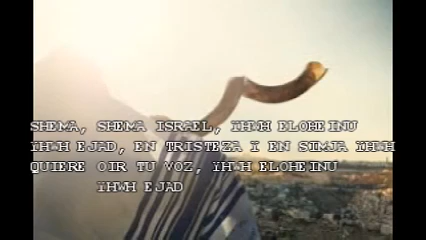 SHEMA, SHEMA ISRAEL, YHWH ELOHEINU
YHWH EJAD, EN TRISTEZA Y EN SIMJA YHWH
QUIERE OIR TU VOZ, YHWH ELOHEINU
YHWH EJAD